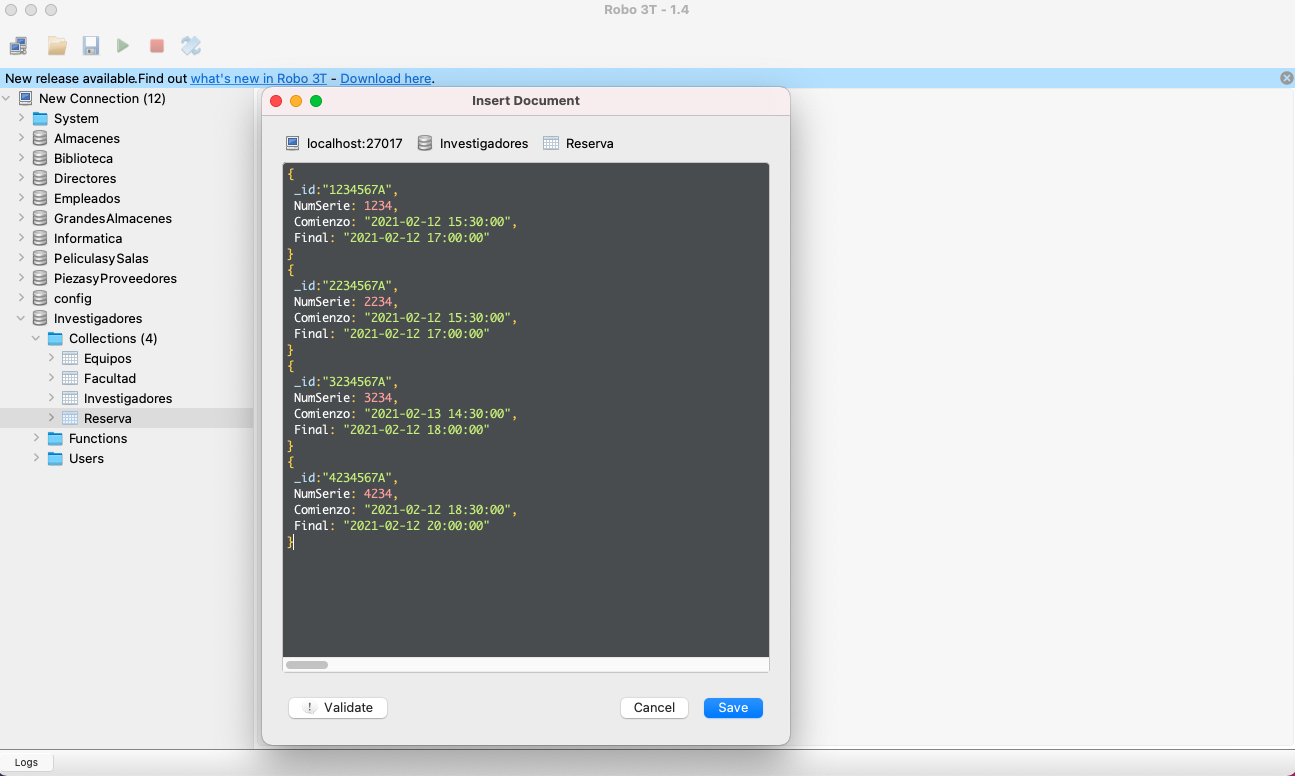 Robo 3T - 1.4
New release available.Find out what's new in Robo 3T - Download here.
New Connection (12)
System
Almacenes
Biblioteca
Directores
Empleados
GrandesAlmacenes
Informatica
PeliculasySalas
PiezasyProveedores
config
Investigadores
Collections (4)
Equipos
Facultad
Investigadores
Reserva
Functions
Users
Insert Document
localhost:27017 Investigadores Reserva
{
_id:"1234567A",
NumSerie: 1234,
Comienzo: "2021-02-12 15:30:00",
Final: "2021-02-12 17:00:00"
}
{
_id:"2234567A",
NumSerie: 2234,
Comienzo: "2021-02-12 15:30:00",
Final: "2021-02-12 17:00:00"
}
{
_id:"3234567A",
NumSerie: 3234,
Comienzo: "2021-02-13 14:30:00",
Final: "2021-02-12 18:00:00"
}
{
_id:"4234567A",
NumSerie: 4234,
Comienzo: "2021-02-12 18:30:00",
Final: "2021-02-12 20:00:00"
}
! Validate Cancel Save
Logs